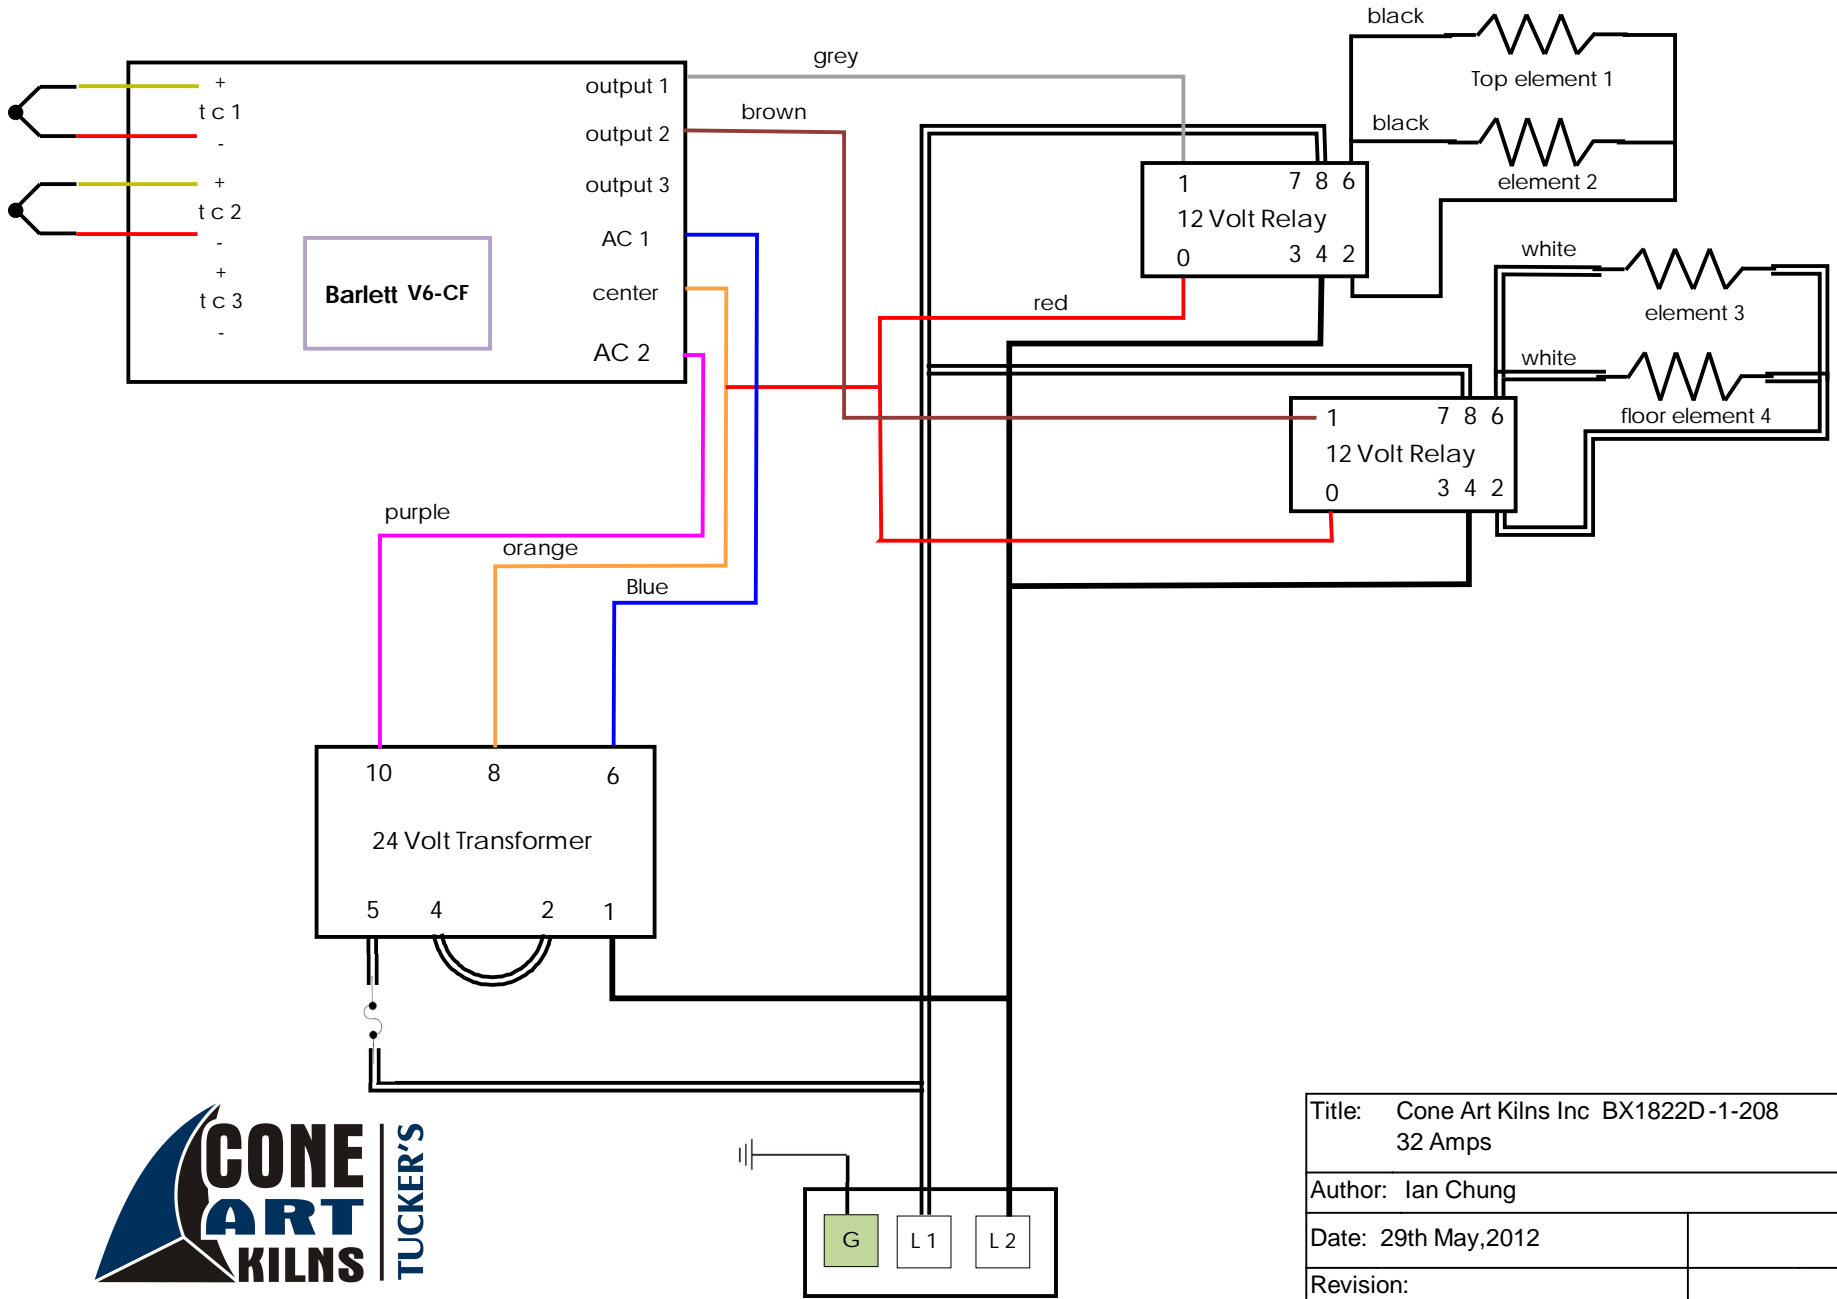 black
grey
Top element 1
+
output 1
t c 1
brown
black
output 2
-
element 2
+
output 3
1
7 8 6
t c 2
12 Volt Relay
-
AC 1
0
3 4 2
white
+
t c 3
center
Barlett V6-CF
red
element 3
-
AC 2
white
1
7 8 6
floor element 4
12 Volt Relay
0
3 4 2
purple
orange
Blue
10
8
6
24 Volt Transformer
5
4
2
1
CONE
ART
KILNS
TUCKER'S
G
L 1
L 2
Title: Cone Art Kilns Inc BX1822D-1-208
32 Amps
Author: Ian Chung
Date: 29th May,2012
Revision: